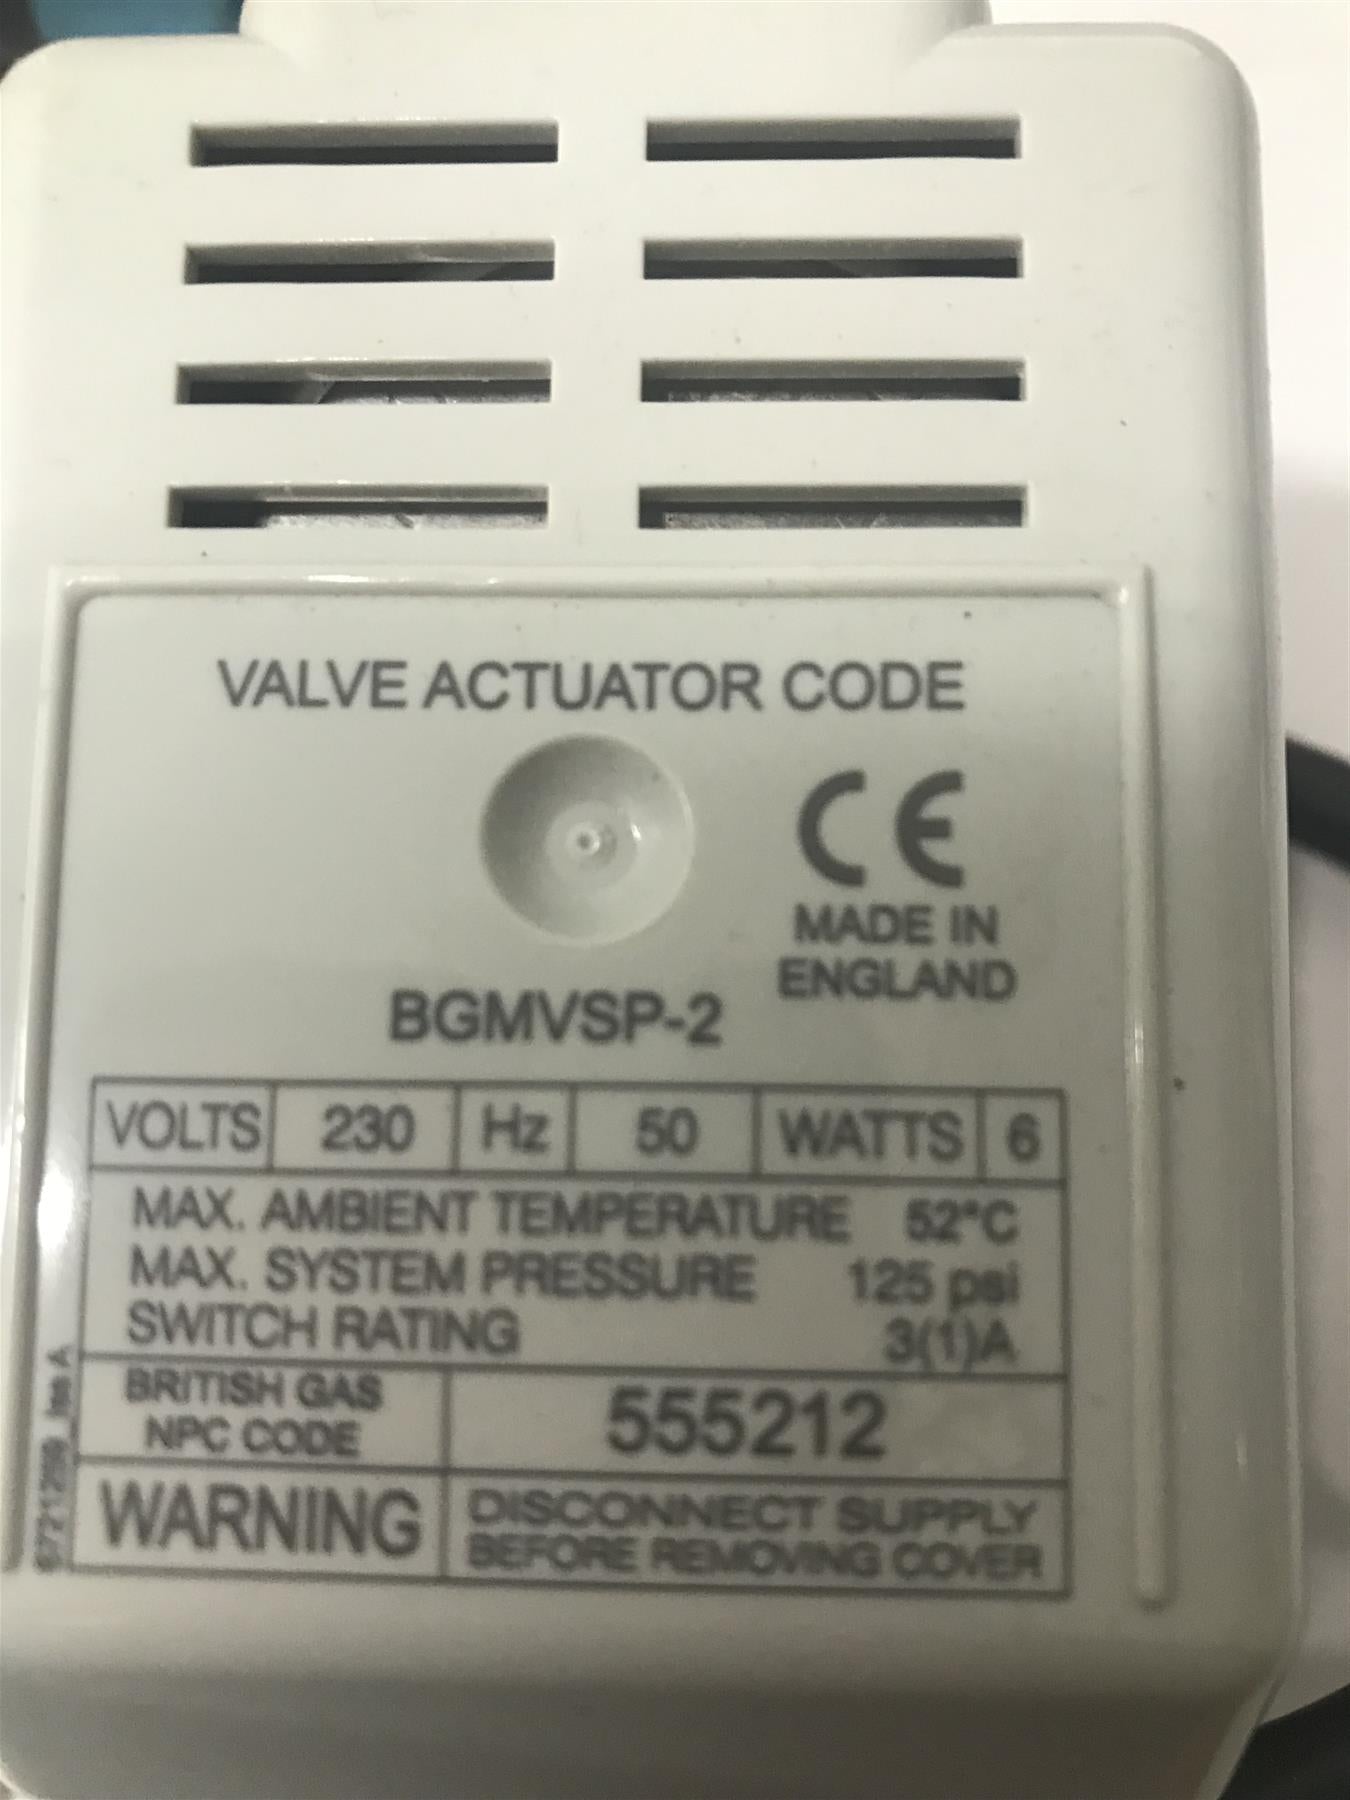 VALVE ACTUATOR CODE
CE
MADE IN
ENGLAND
BGMVSP-2
VOLTS 230 Hz 50 WATTS 6
MAX. AMBIENT TEMPERATURE 52°C
MAX. SYSTEM PRESSURE 125 psi
SWITCH RATING 3(1)A
BRITISH GAS
NPC CODE
555212
WARNING
DISCONNECT SUPPLY
BEFORE REMOVING COVER